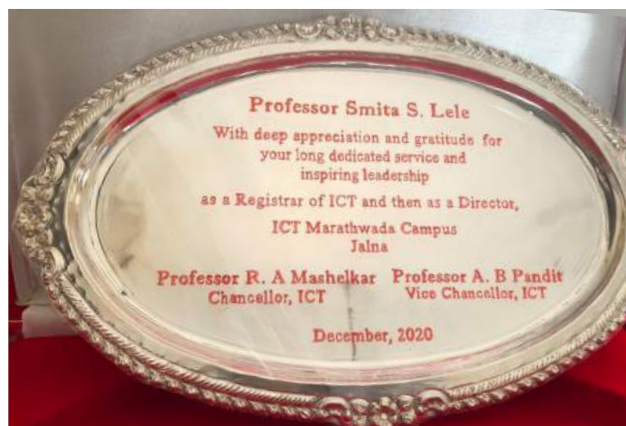 Professor Smita S. Lele
With deep appreciation and gratitude for
your long dedicated service and
inspiring leadership
as a Registrar of ICT and then as a Director,
ICT Marathwada Campus
Jalna
Professor R. A Mashelkar Professor A. B Pandit
Chancellor, ICT Vice Chancellor, ICT
December, 2020